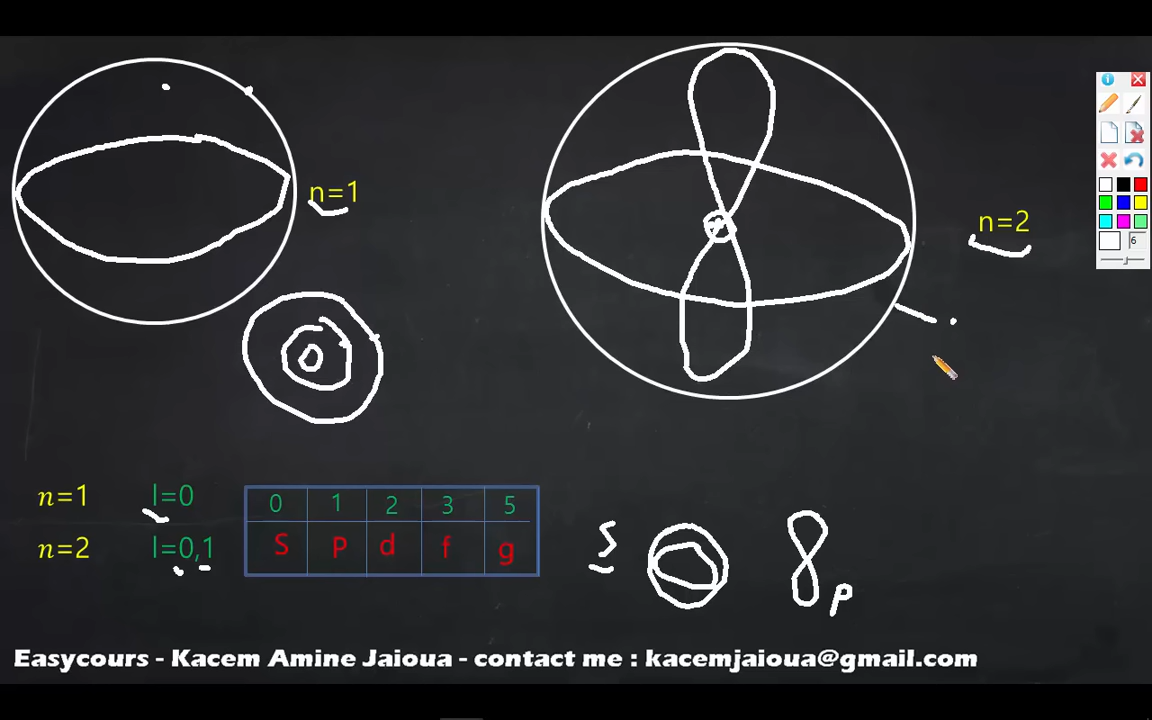 n=1
n=2
n=1 l=0
n=2 l=0,1
0 1 2 3 5
S P d f g
S
p
6
Easycours - Kacem Amine Jaioua - contact me : kacemjaioua@gmail.com